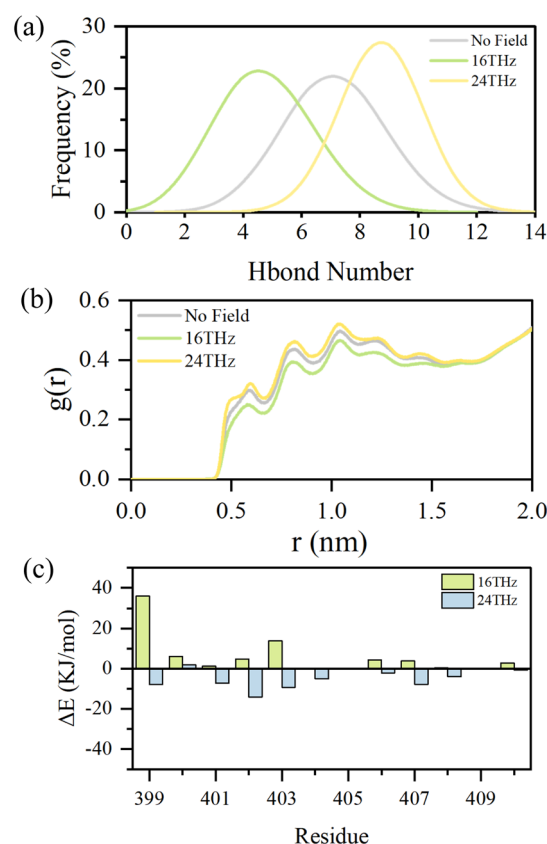 (a)
Frequency (%)
30
20
10
0
No Field
16THz
24THz
0 2 4 6 8 10 12 14
Hbond Number
(b)
g(r)
0.6
0.4
0.2
0.0
No Field
16THz
24THz
0.0 0.5 1.0 1.5 2.0
r (nm)
(c)
ΔE (KJ/mol)
40
20
0
-20
-40
16THz
24THz
399 401 403 405 407 409
Residue